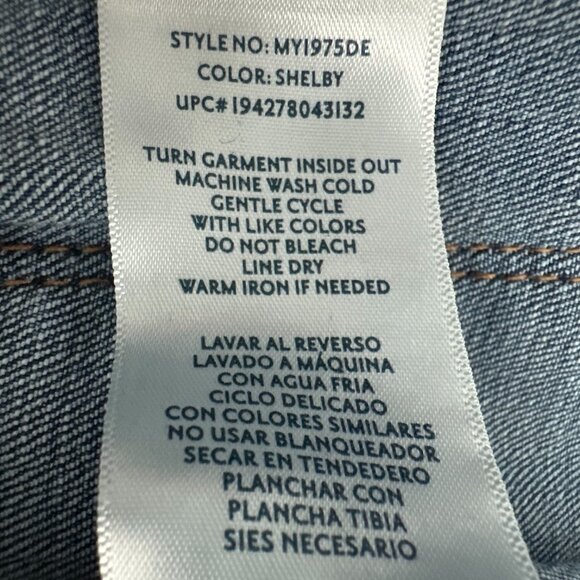 STYLE NO: MY1975DE
COLOR: SHELBY
UPC# 194278043132
TURN GARMENT INSIDE OUT
MACHINE WASH COLD
GENTLE CYCLE
WITH LIKE COLORS
DO NOT BLEACH
LINE DRY
WARM IRON IF NEEDED
LAVAR AL REVERSO
LAVADO A MÁQUINA
CON AGUA FRIA
CICLO DELICADO
CON COLORES SIMILARES
NO USAR BLANQUEADOR
SECAR EN TENDEDERO
PLANCHAR CON
PLANCHA TIBIA
SIES NECESARIO